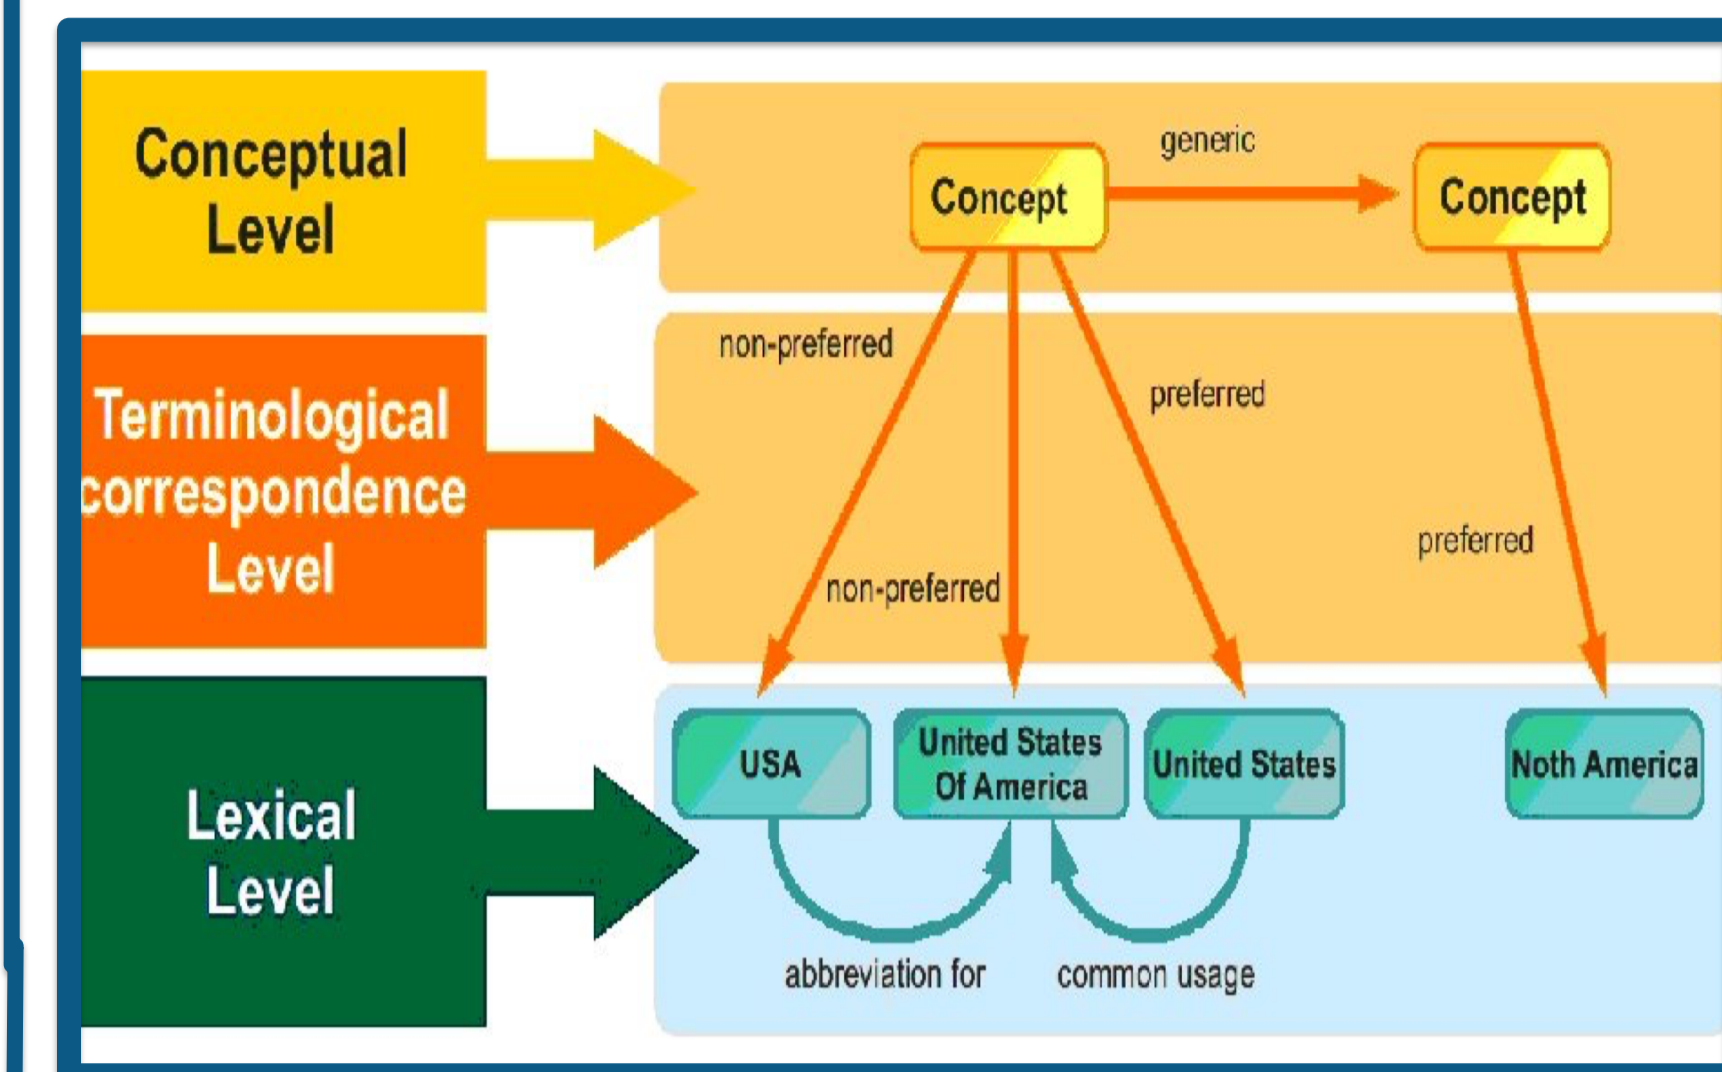 Conceptual
Level
generic
Concept
Concept
Terminological
correspondence
Level
non-preferred
preferred
preferred
non-preferred
Lexical
Level
USA
United States
Of America
United States
Noth America
abbreviation for
common usage